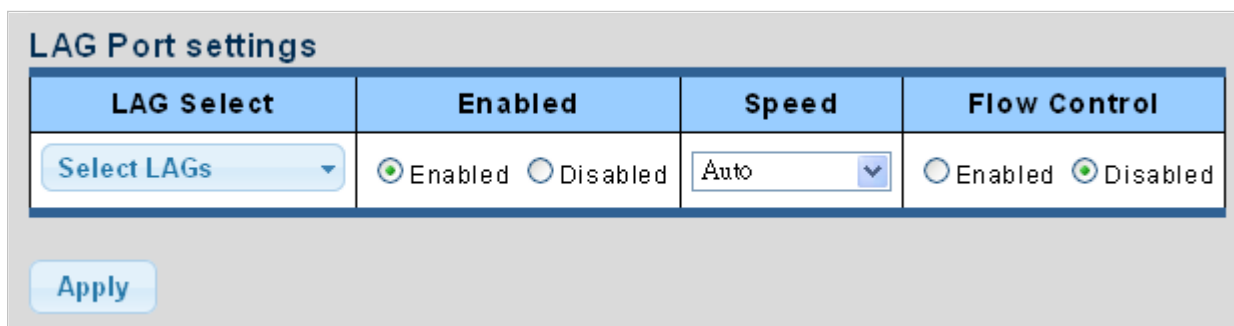 LAG Port settings
LAG Select Enabled Speed Flow Control
Select LAGs Enabled Disabled Auto Enabled Disabled
Apply